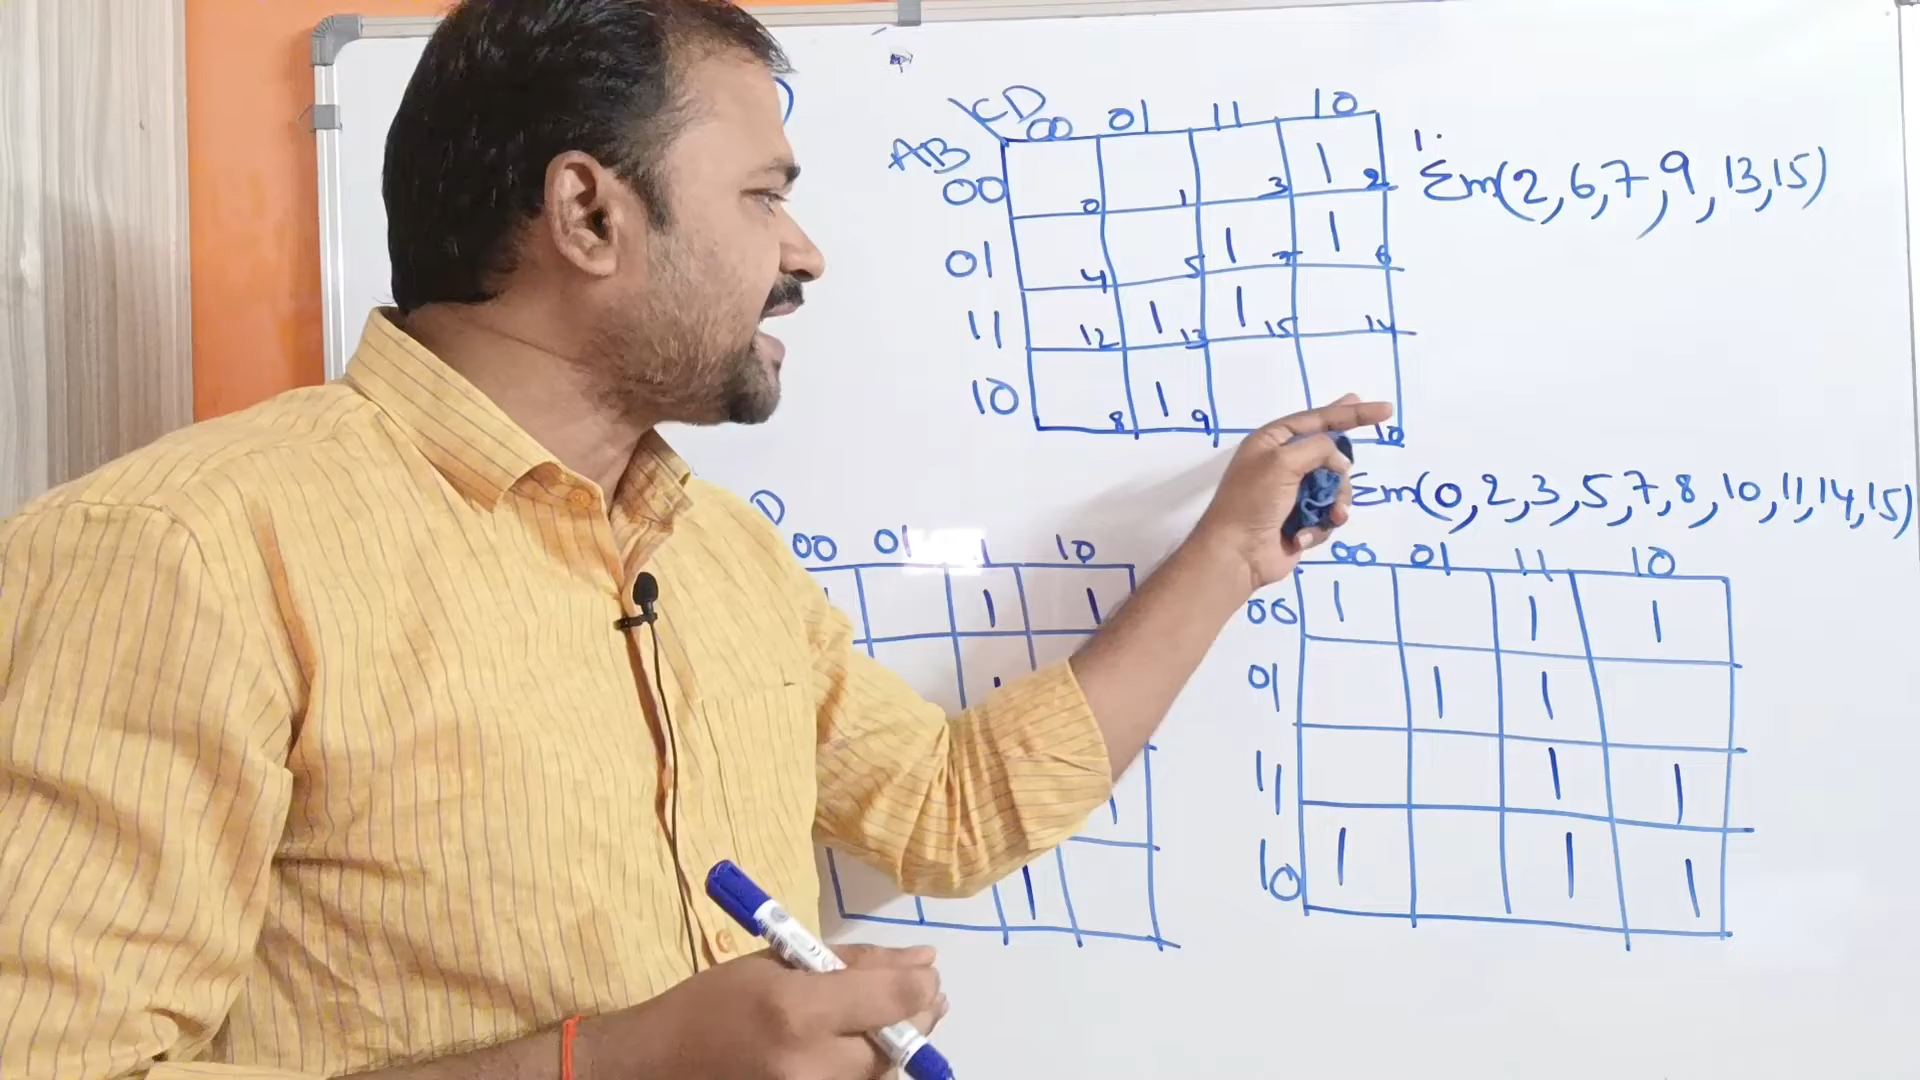 CD
00 01 11 10
AB
00 0 1 3 1 2
Σm(2,6,7,9,13,15)
01 4 5 1 7 1 6
11 12 1 13 1 15 14
10 8 1 9 10
Σm(0,2,3,5,7,8,10,11,14,15)
D
00 01 1 10
1 1
1
1
1
00 01 11 10
00 1 1 1
01 1 1
11 1 1
10 1 1 1